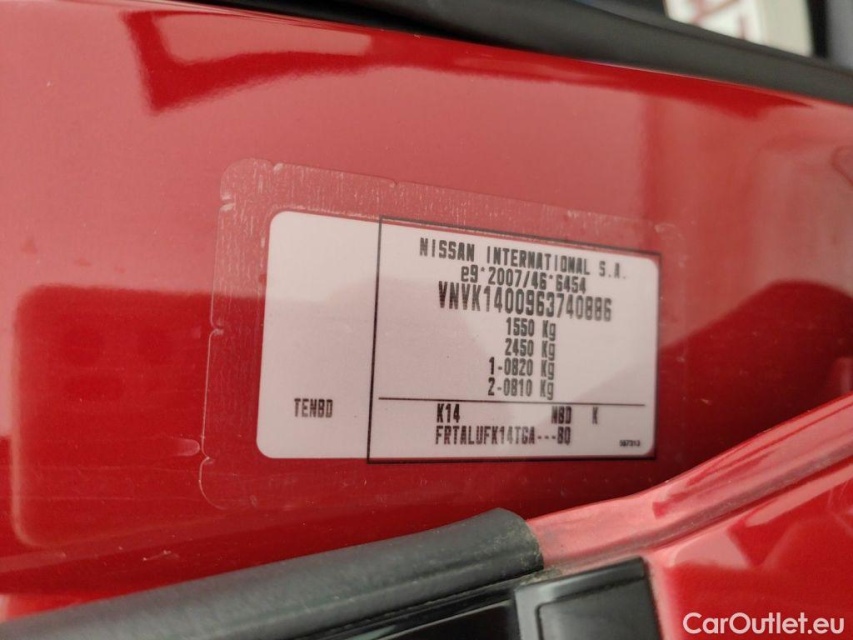 NISSAN INTERNATIONAL S.A.
e9*2007/46*6454
VNVK1400963740886
1550 Kg
2450 Kg
1-0820 Kg
2-0810 Kg
TENBD
K14 NBD K
FRTALUFK14TGA---BO
CarOutlet.eu